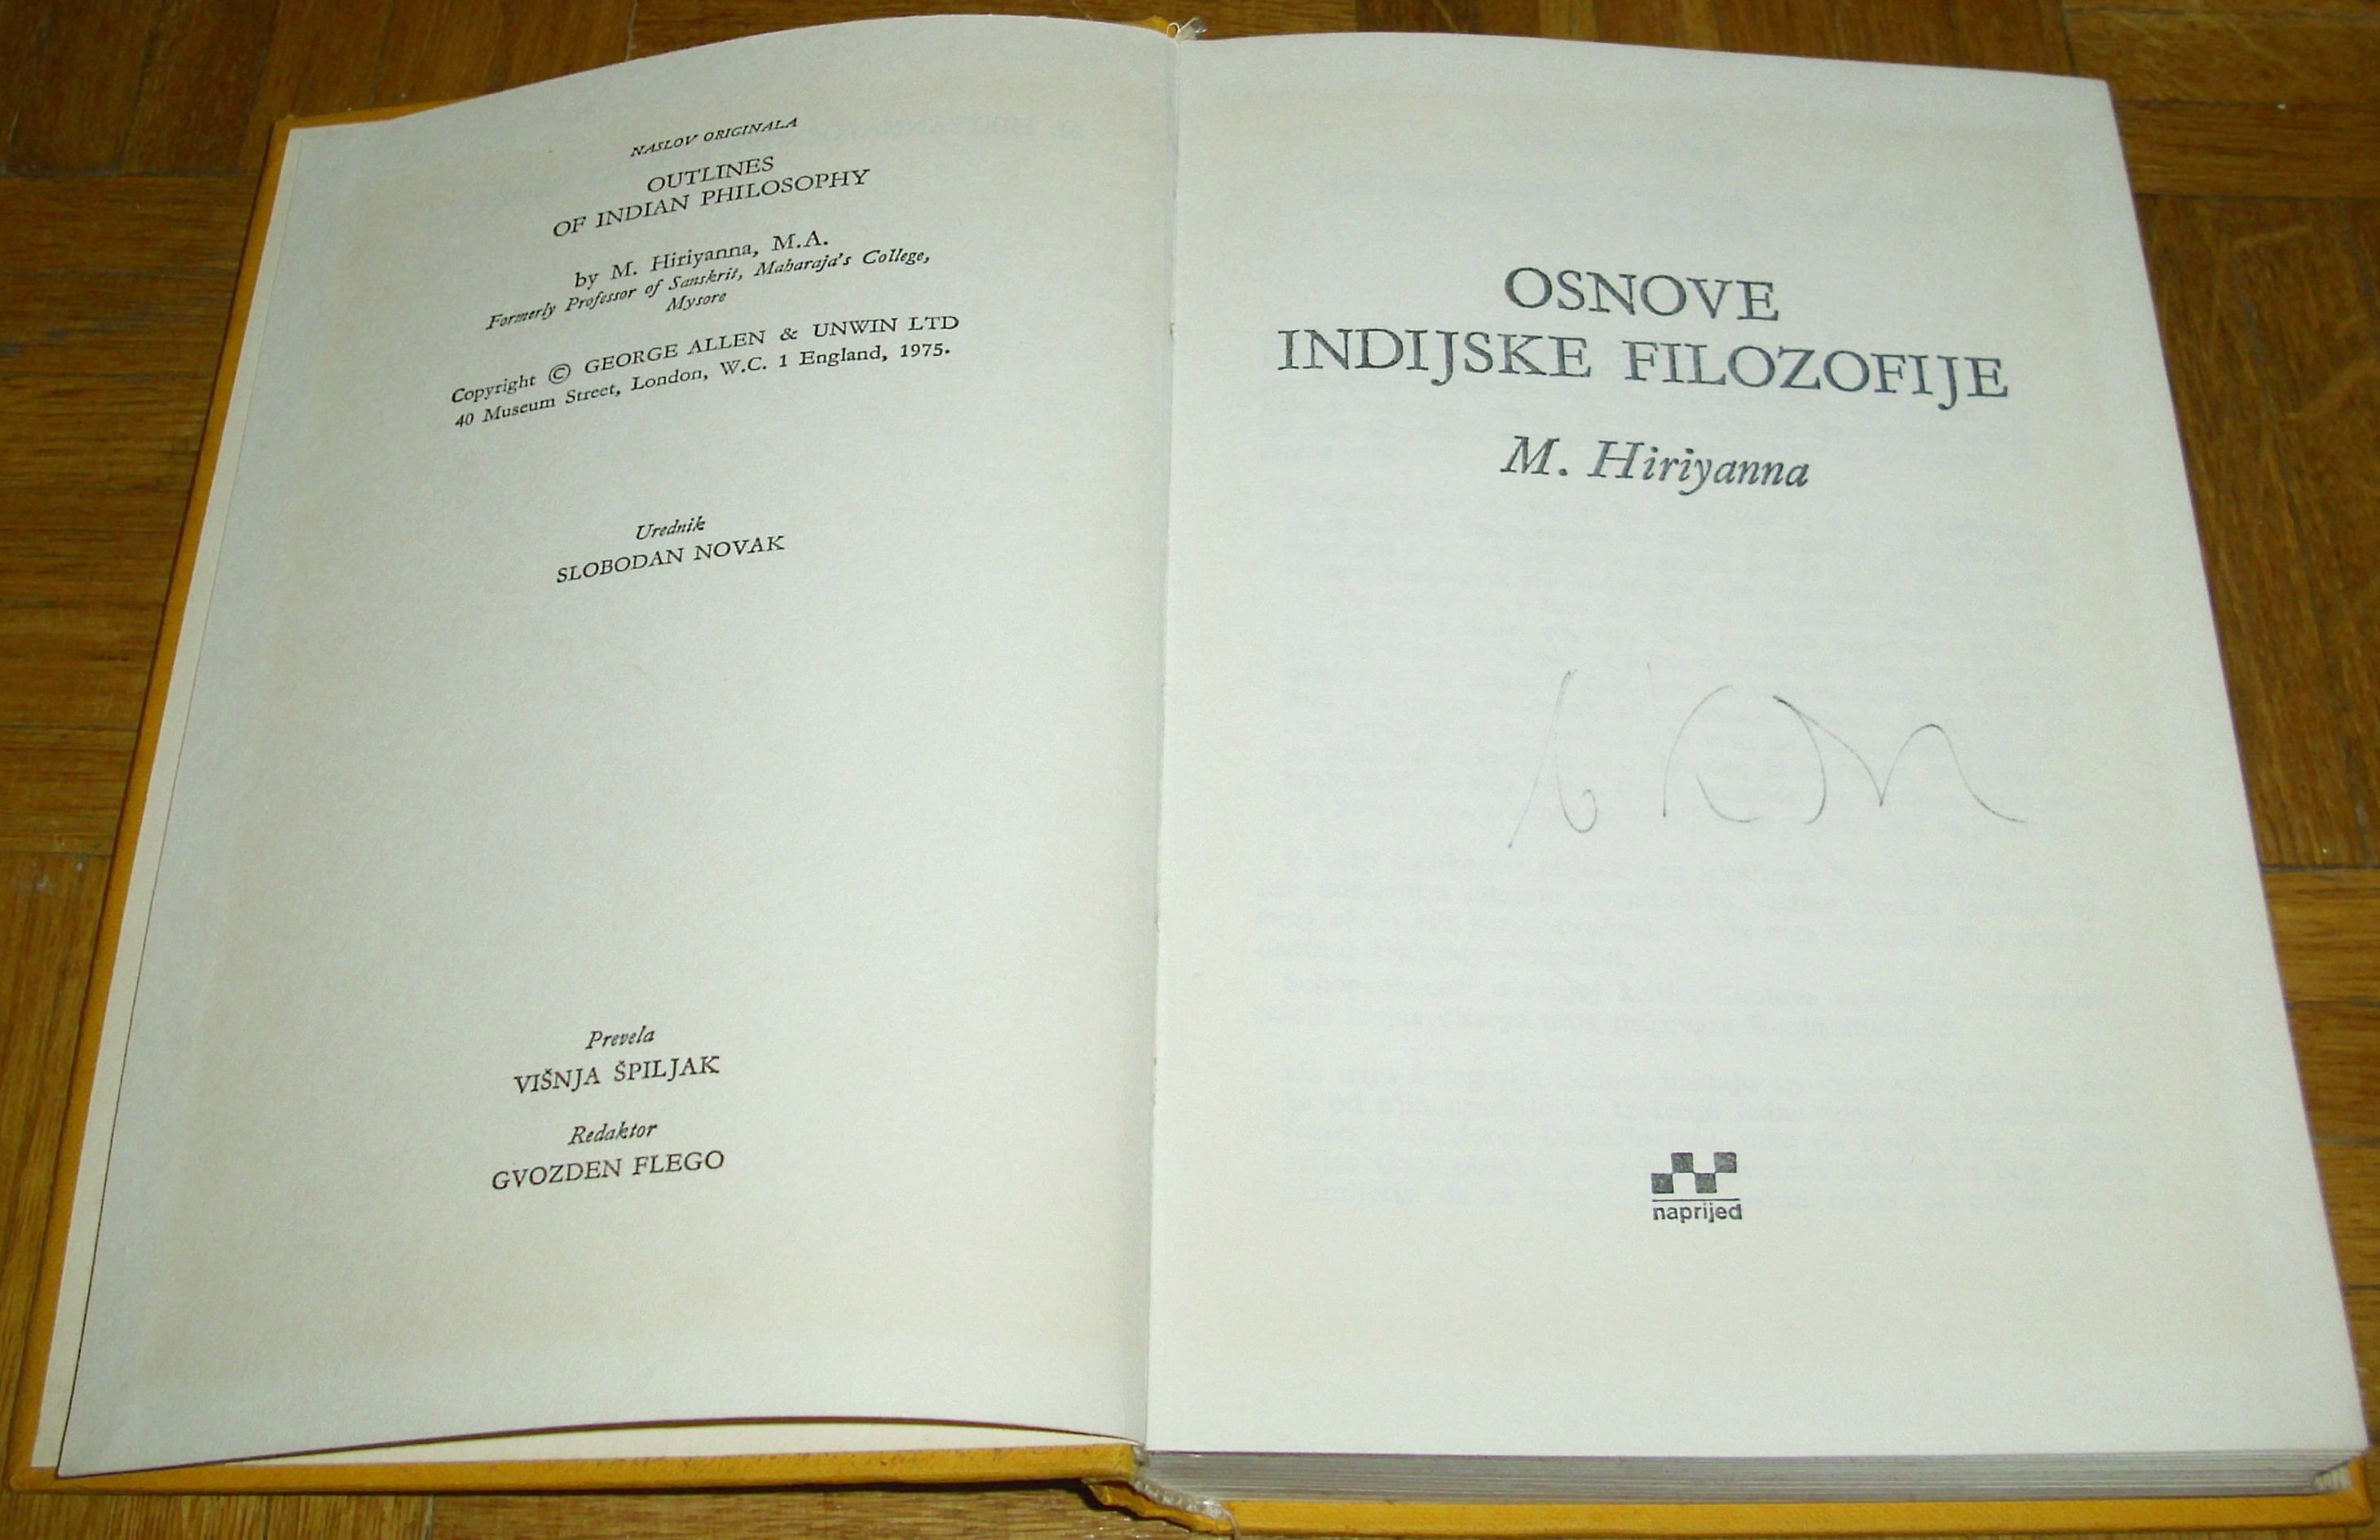 NASLOV ORIGINALA
OUTLINES
OF INDIAN PHILOSOPHY
by M. Hiriyanna, M.A.
Formerly Professor of Sanskrit, Maharaja's College,
Mysore
Copyright © GEORGE ALLEN & UNWIN LTD
40 Museum Street, London, W.C. 1 England, 1975.
Urednik
SLOBODAN NOVAK
Prevela
VIŠNJA ŠPILJAK
Redaktor
GVOZDEN FLEGO
OSNOVE
INDIJSKE FILOZOFIJE
M. Hiriyanna
naprijed